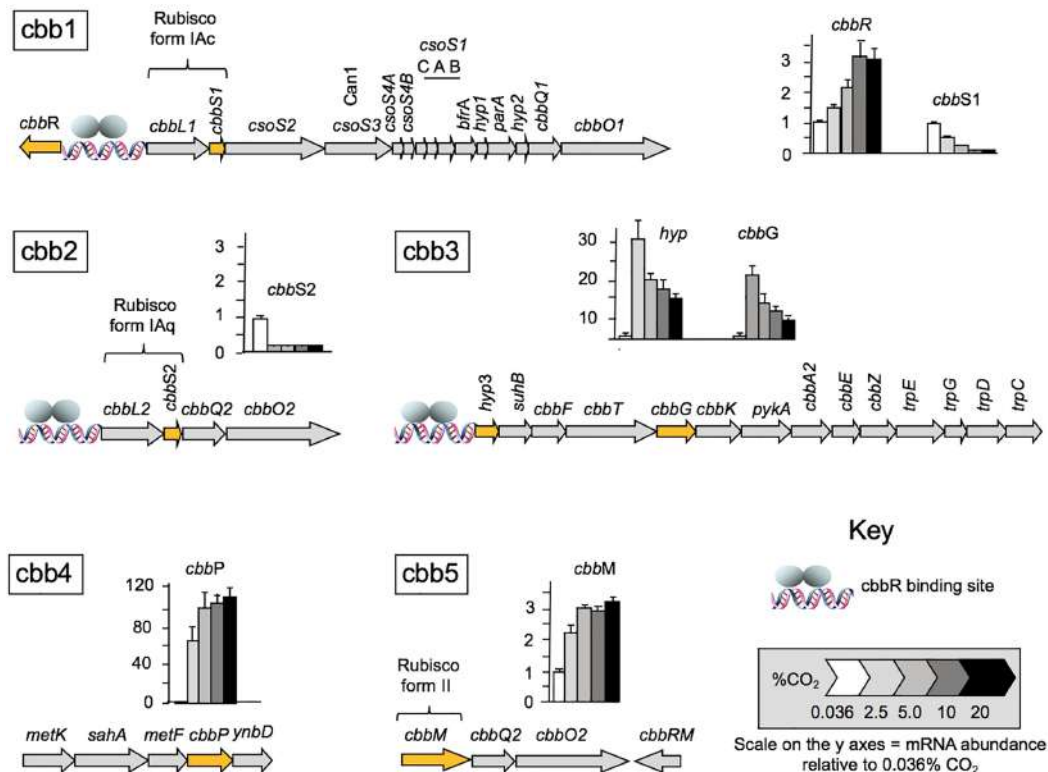 cbb1
Rubisco
form IAc
cbbR
cbbL1
cbbS1
csoS2
Can1
csoS3
csoS4A
csoS4B
csoS1
C A B
bfrA
hyp1
parA
hyp2
cbbQ1
cbbO1
cbbR
3
2
1
0
cbbS1
cbb2
Rubisco
form IAq
3
2
1
0
cbbS2
cbbL2
cbbS2
cbbQ2
cbbO2
cbb3
30
20
10
hyp
cbbG
hyp3
suhB
cbbF
cbbT
cbbG
cbbK
pykA
cbbA2
cbbE
cbbZ
trpE
trpG
trpD
trpC
cbb4
cbbP
120
80
40
0
metK
sahA
metF
cbbP
ynbD
cbb5
Rubisco
form II
cbbM
3
2
1
1
cbbM
cbbQ2
cbbO2
cbbRM
Key
cbbR binding site
%CO2
0.036 2.5 5.0 10 20
Scale on the y axes = mRNA abundance
relative to 0.036% CO2